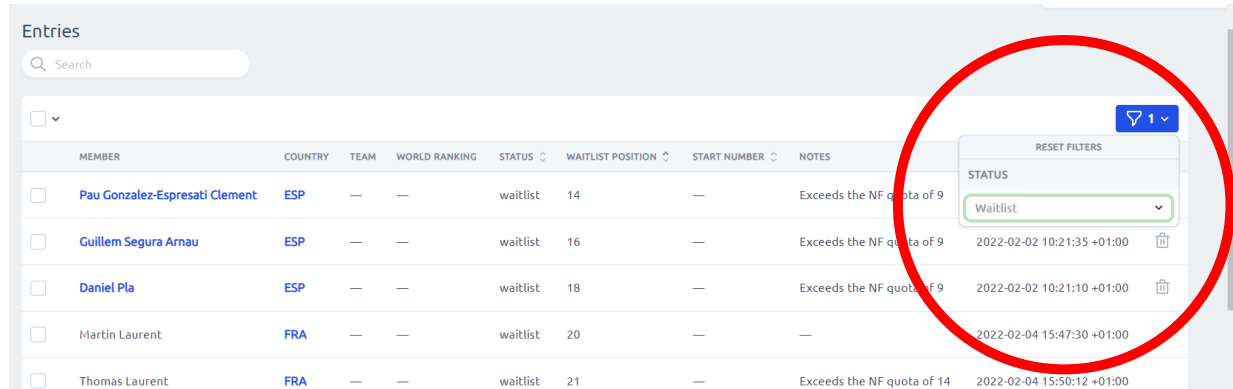 Entries
Search
1
RESET FILTERS
MEMBER COUNTRY TEAM WORLD RANKING STATUS WAITLIST POSITION START NUMBER NOTES
STATUS
Waitlist
Pau Gonzalez-Espresati Clement ESP — — waitlist 14 — Exceeds the NF quota of 9
Guillem Segura Arnau ESP — — waitlist 16 — Exceeds the NF quota of 9 2022-02-02 10:21:35 +01:00
Daniel Pla ESP — — waitlist 18 — Exceeds the NF quota of 9 2022-02-02 10:21:10 +01:00
Martin Laurent FRA — — waitlist 20 — — 2022-02-04 15:47:30 +01:00
Thomas Laurent FRA — — waitlist 21 — Exceeds the NF quota of 14 2022-02-04 15:50:12 +01:00